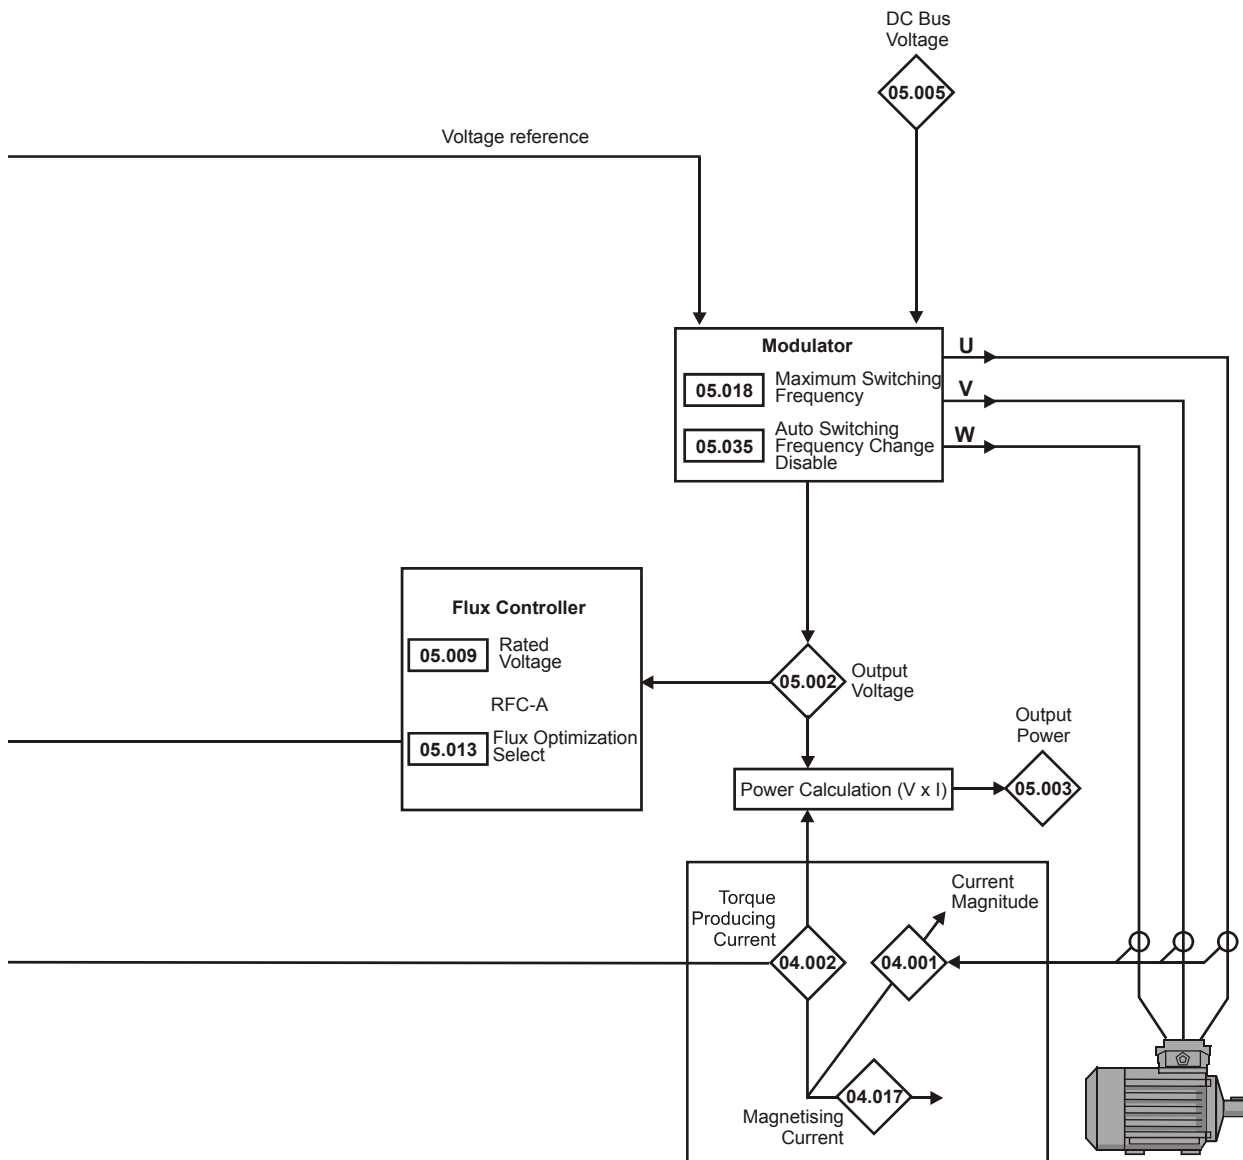 DC Bus
Voltage
05.005
Voltage reference
Modulator
05.018
Maximum Switching
Frequency
05.035
Auto Switching
Frequency Change
Disable
U
V
W
Flux Controller
05.009
Rated
Voltage
RFC-A
05.013
Flux Optimization
Select
05.002
Output
Voltage
Output
Power
Power Calculation (V x I)
05.003
Torque
Producing
Current
04.002
Current
Magnitude
04.001
04.017
Magnetising
Current